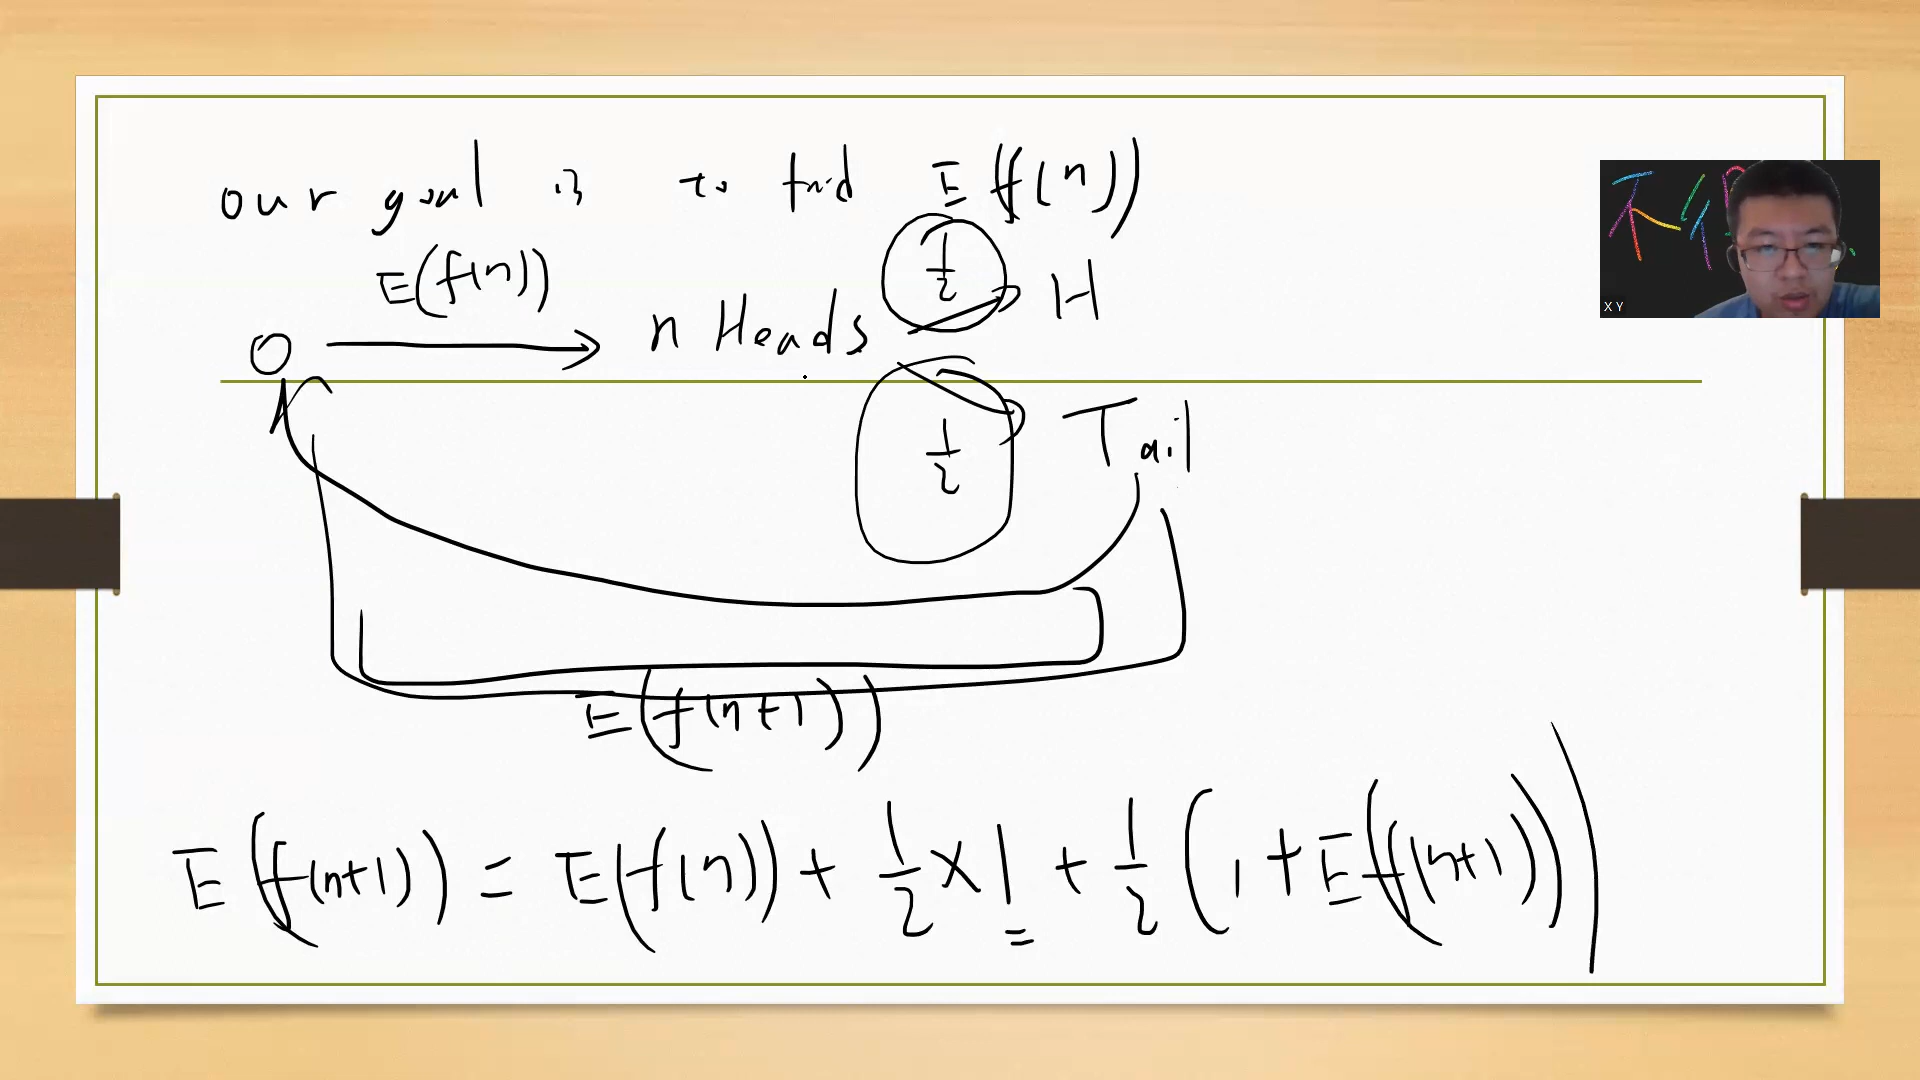 our goal is to find E(f(n))
E(f(n))
1/2
0 → n Heads
H
1/2
Tail
E(f(n+1))
E(f(n+1)) = E(f(n)) + 1/2 × 1 + 1/2 (1 + E(f(n+1)))
X Y